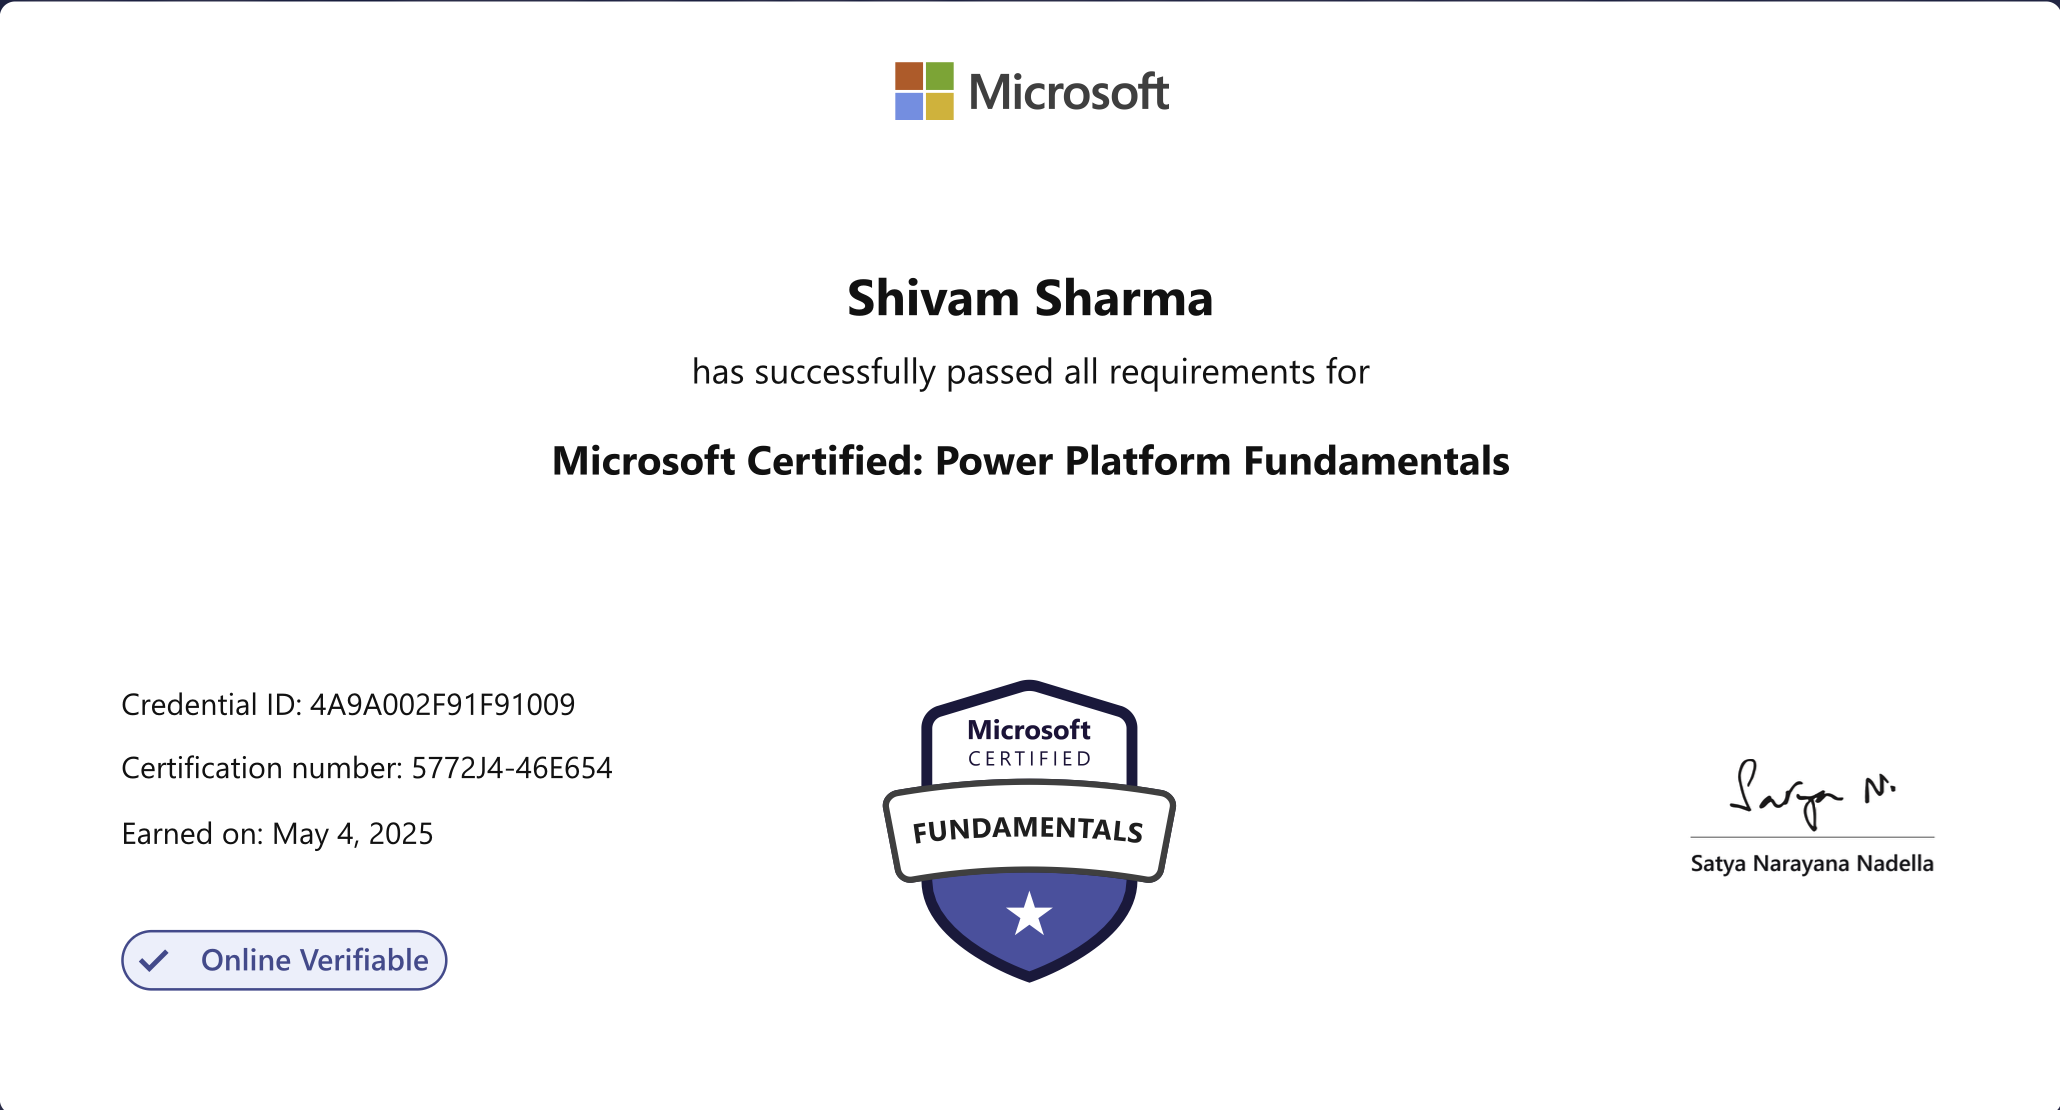 Microsoft
Shivam Sharma
has successfully passed all requirements for
Microsoft Certified: Power Platform Fundamentals
Credential ID: 4A9A002F91F91009
Certification number: 5772J4-46E654
Earned on: May 4, 2025
Online Verifiable
Microsoft
CERTIFIED
FUNDAMENTALS
Satya N.
Satya Narayana Nadella